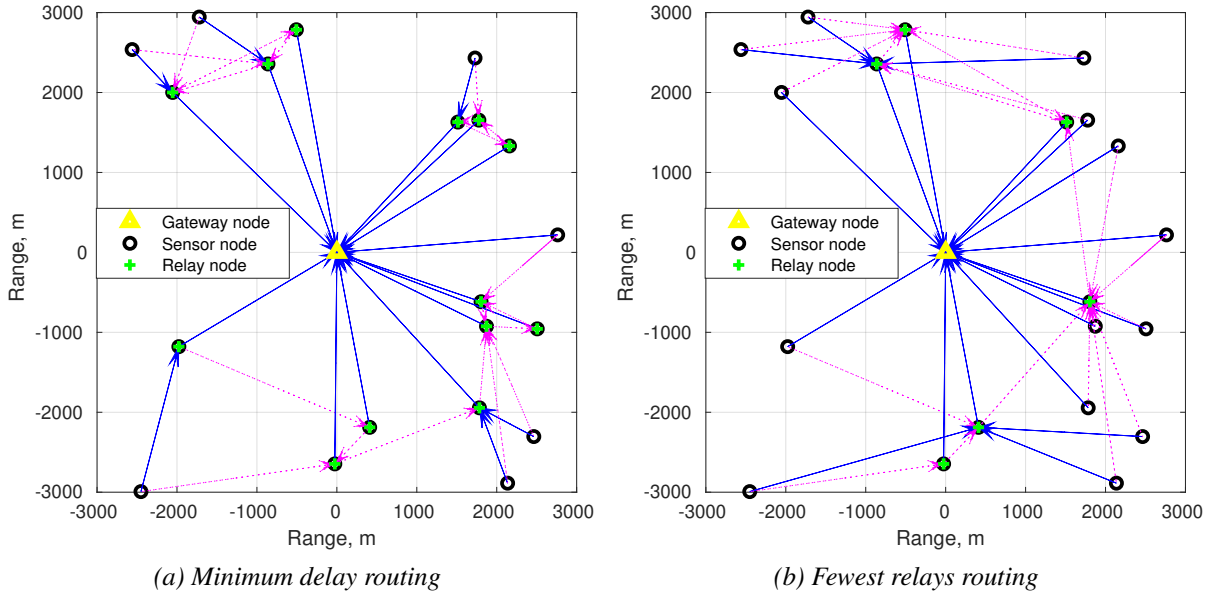 3000
2000
1000
0
-1000
-2000
-3000
Range, m
Gateway node
Sensor node
Relay node
-3000 -2000 -1000 0 1000 2000 3000
Range, m
(a) Minimum delay routing
3000
2000
1000
0
-1000
-2000
-3000
Range, m
Gateway node
Sensor node
Relay node
-3000 -2000 -1000 0 1000 2000 3000
Range, m
(b) Fewest relays routing